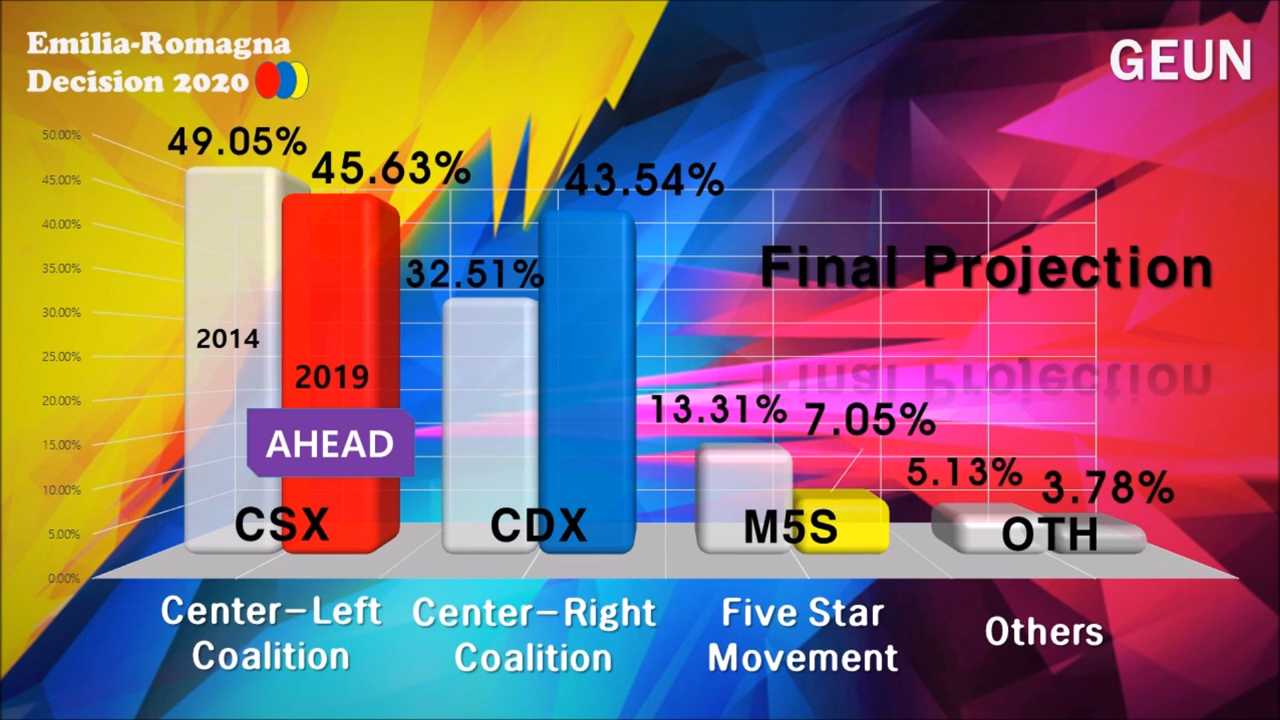 Emilia-Romagna
Decision 2020
GEUN
50.00%
45.00%
40.00%
35.00%
30.00%
25.00%
20.00%
15.00%
10.00%
5.00%
0.00%
49.05%
45.63%
32.51%
43.54%
13.31%
7.05%
5.13%
3.78%
Final Projection
Final Projection
2014
2019
AHEAD
CSX
CDX
M5S
OTH
Center-Left
Coalition
Center-Right
Coalition
Five Star
Movement
Others